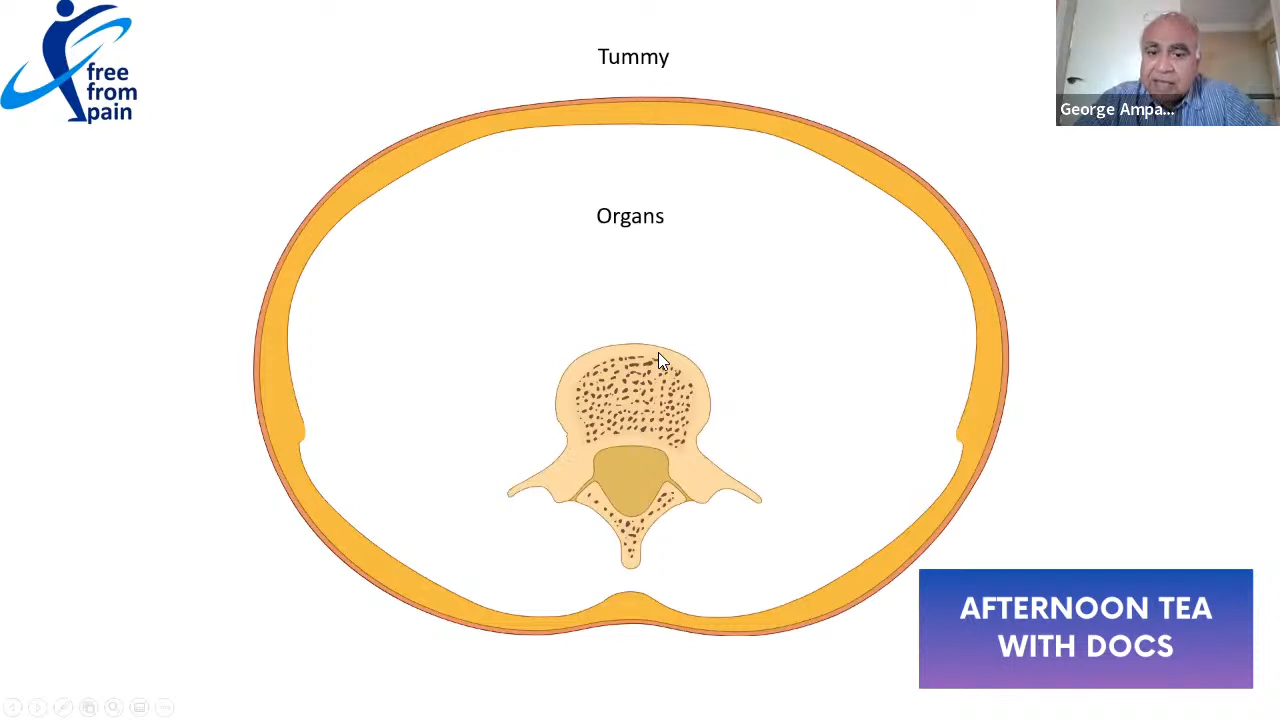 free
from
pain
Tummy
George Ampa...
Organs
AFTERNOON TEA
WITH DOCS